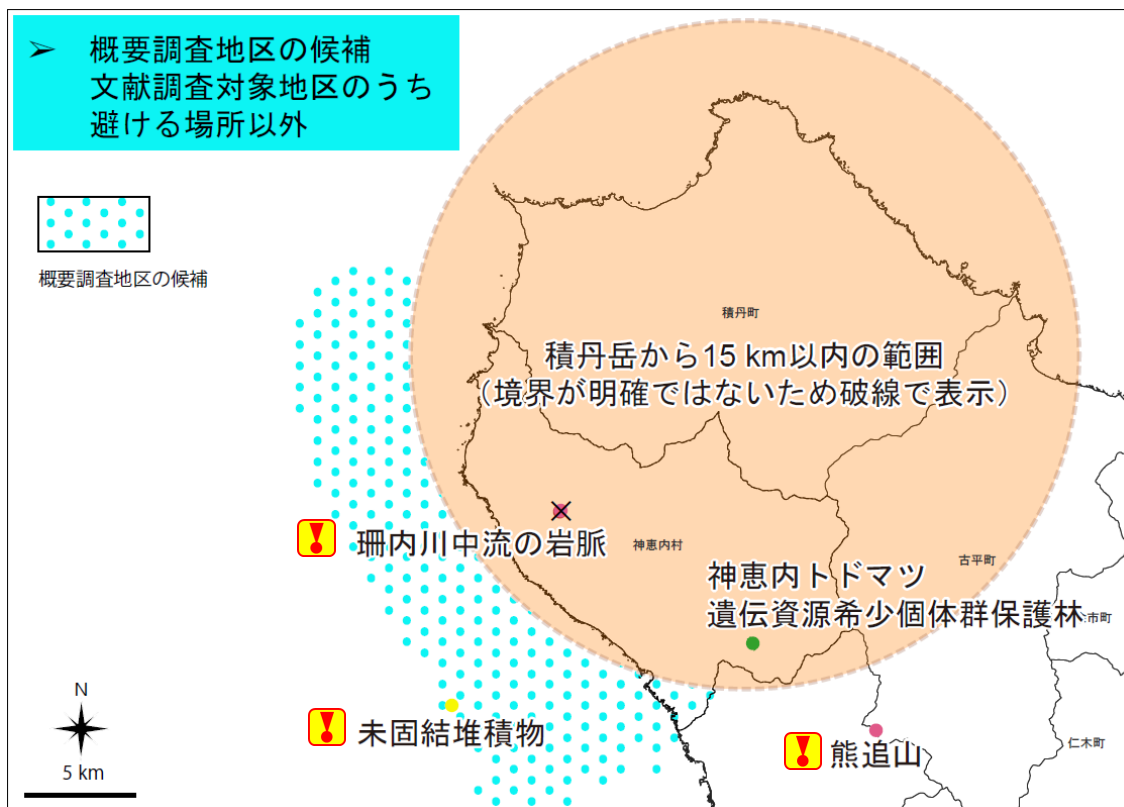 ➢ 概要調査地区の候補
文献調査対象地区のうち
避ける場所以外
概要調査地区の候補
積丹町
積丹岳から15 km以内の範囲
（境界が明確ではないため破線で表示）
珊内川中流の岩脈
神恵内村
古平町
神恵内トドマツ
遺伝資源希少個体群保護林
市町
未固結堆積物
熊追山
仁木町
N
5 km